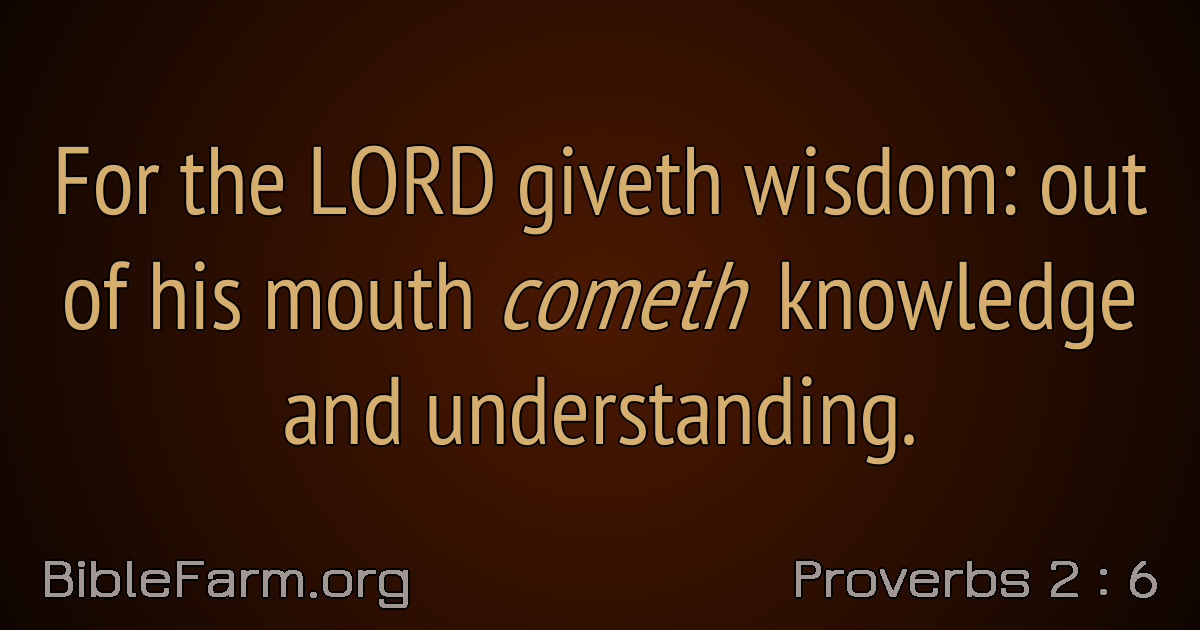 For the LORD giveth wisdom: out
of his mouth cometh knowledge
and understanding.
BibleFarm.org
Proverbs 2 : 6